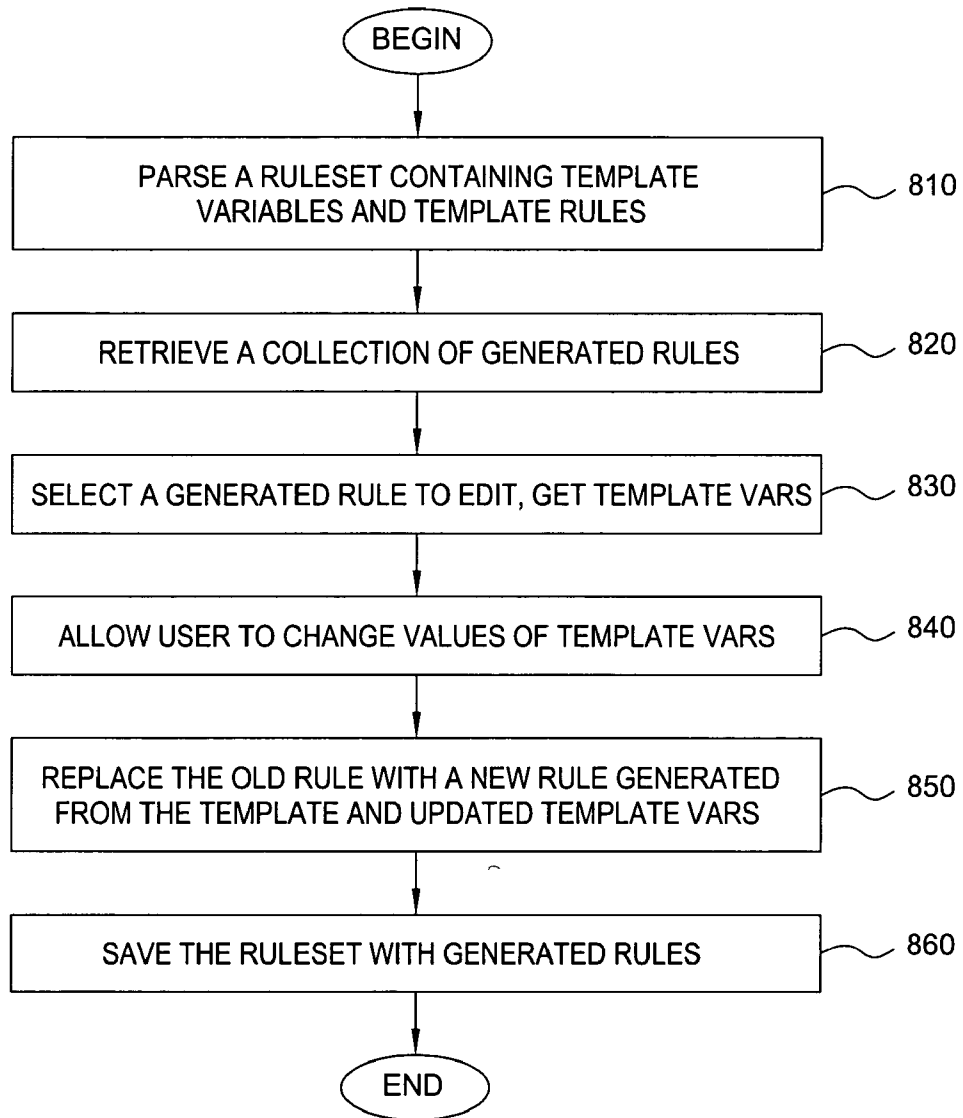 BEGIN
PARSE A RULESET CONTAINING TEMPLATE
VARIABLES AND TEMPLATE RULES
810
RETRIEVE A COLLECTION OF GENERATED RULES
820
SELECT A GENERATED RULE TO EDIT, GET TEMPLATE VARS
830
ALLOW USER TO CHANGE VALUES OF TEMPLATE VARS
840
REPLACE THE OLD RULE WITH A NEW RULE GENERATED
FROM THE TEMPLATE AND UPDATED TEMPLATE VARS
850
SAVE THE RULESET WITH GENERATED RULES
860
END